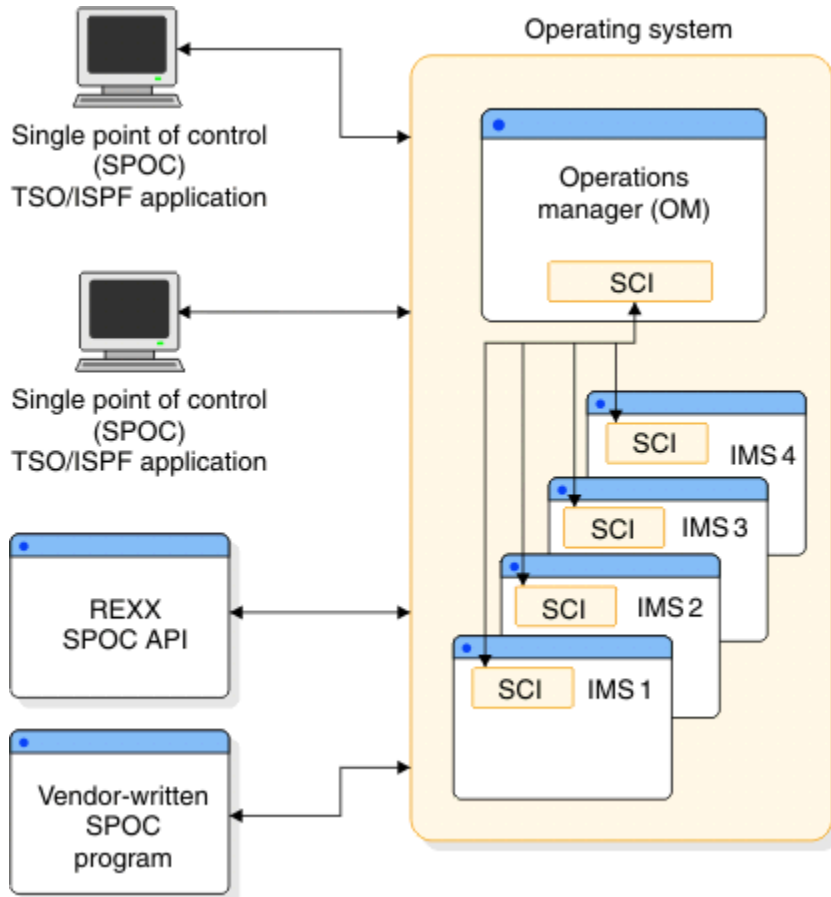 Operating system
Single point of control
(SPOC)
TSO/ISPF application
Operations
manager (OM)
SCI
Single point of control
(SPOC)
TSO/ISPF application
SCI
IMS 4
SCI
IMS 3
SCI
IMS 2
SCI
IMS 1
REXX
SPOC API
Vendor-written
SPOC
program